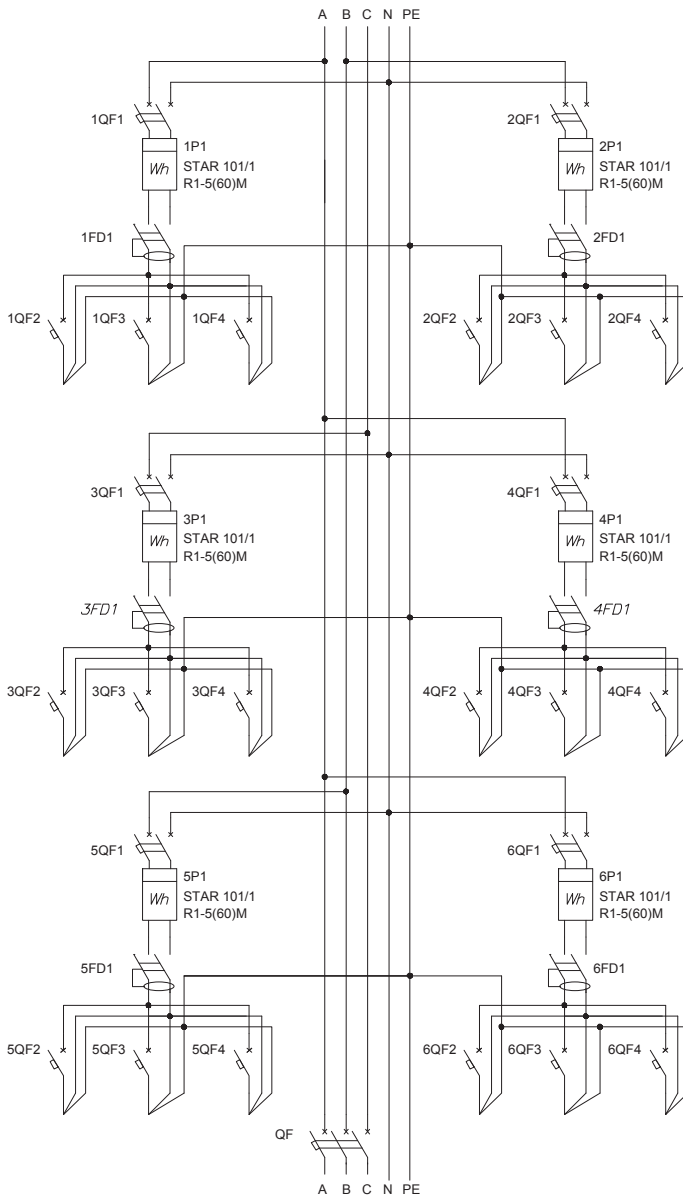 A B C N PE
1QF1
2QF1
1P1
2P1
Wh
STAR 101/1
Wh
STAR 101/1
R1-5(60)M
R1-5(60)M
1FD1
2FD1
1QF2
1QF3
1QF4
2QF2
2QF3
2QF4
3QF1
4QF1
3P1
4P1
Wh
STAR 101/1
Wh
STAR 101/1
R1-5(60)M
R1-5(60)M
3FD1
4FD1
3QF2
3QF3
3QF4
4QF2
4QF3
4QF4
5QF1
6QF1
5P1
6P1
Wh
STAR 101/1
Wh
STAR 101/1
R1-5(60)M
R1-5(60)M
5FD1
6FD1
5QF2
5QF3
5QF4
6QF2
6QF3
6QF4
QF
A B C N PE